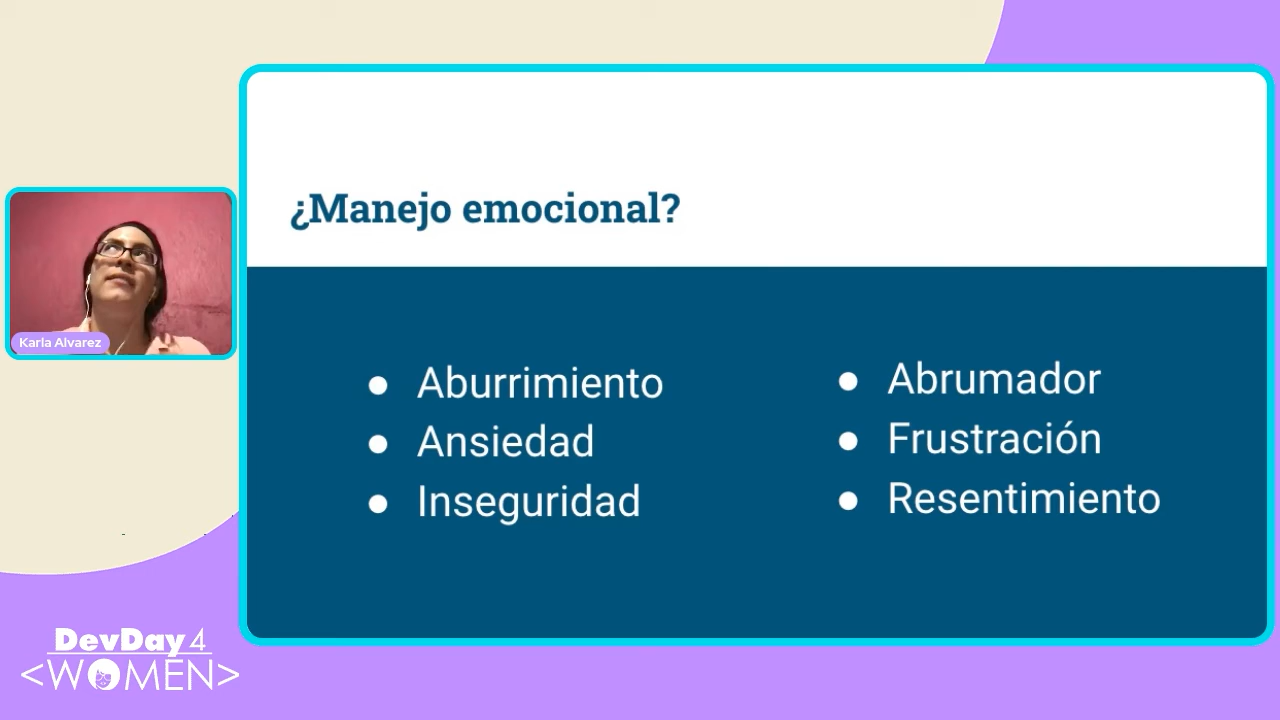 ¿Manejo emocional?
Karla Alvarez
Aburrimiento
Ansiedad
Inseguridad
Abrumador
Frustración
Resentimiento
DevDay4
<WOMEN>